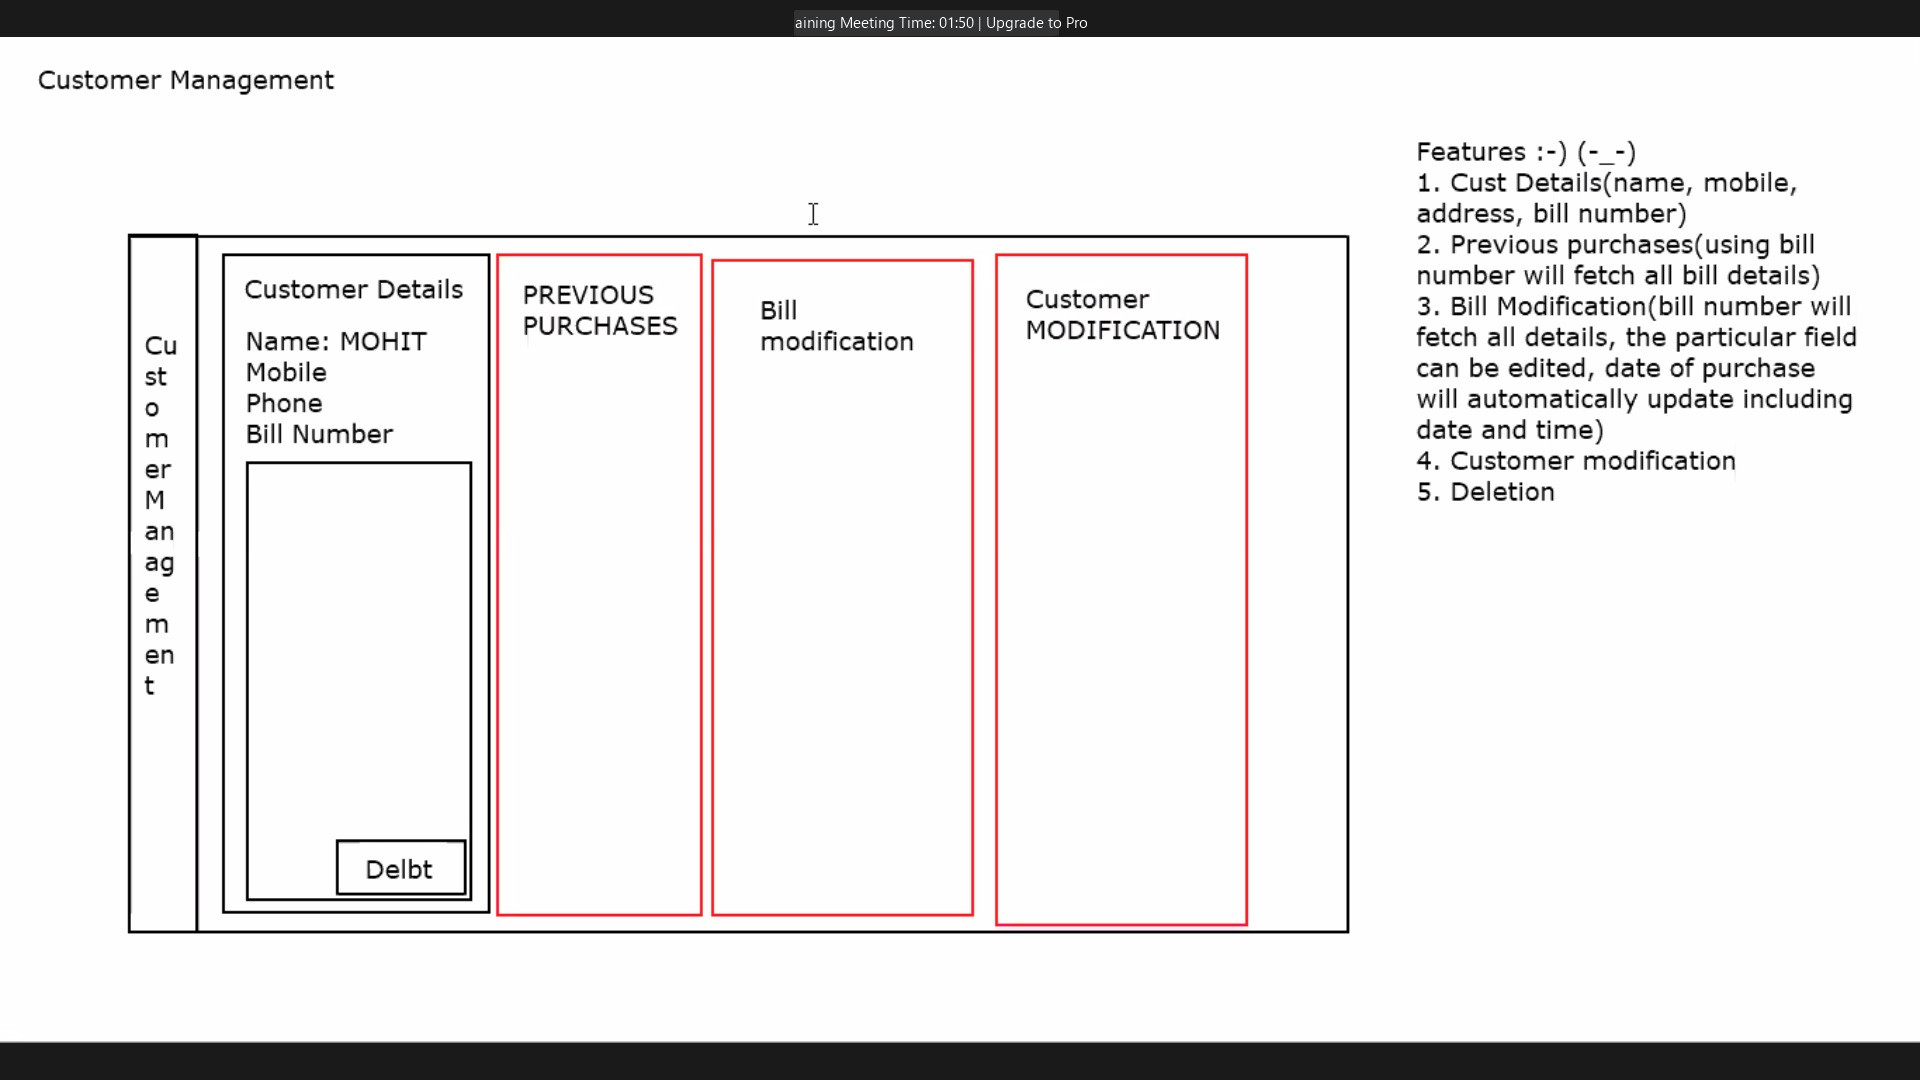 aining Meeting Time: 01:50 | Upgrade to Pro
Customer Management
Features :-) (-_-)
1. Cust Details(name, mobile,
address, bill number)
2. Previous purchases(using bill
number will fetch all bill details)
3. Bill Modification(bill number will
fetch all details, the particular field
can be edited, date of purchase
will automatically update including
date and time)
4. Customer modification
5. Deletion
Cu
st
o
m
er
M
an
ag
e
m
en
t
Customer Details
Name: MOHIT
Mobile
Phone
Bill Number
Delbt
PREVIOUS
PURCHASES
Bill
modification
Customer
MODIFICATION